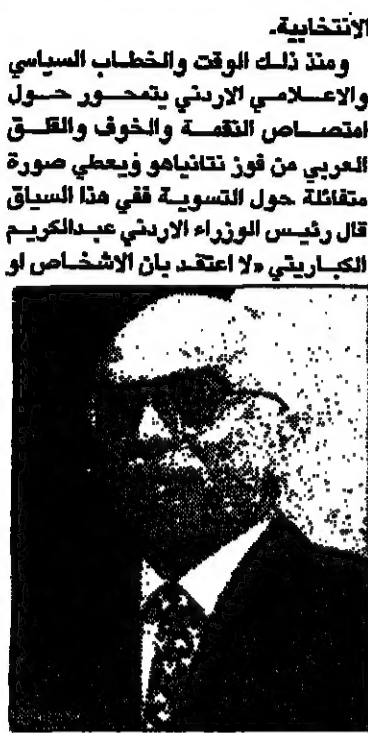 الانتخابية.
ومنذ ذلك الوقت والخطاب السياسي
والاعلامي الاردني يتمحور حول
امتصاص النقمة والخوف والقلق
العربي من فوز نتانياهو ويعطي صورة
متفائلة حول التسوية ففي هذا السياق
قال رئيس الوزراء الاردني عبدالكريم
الكباريتي «لا اعتقد بان الاشخاص او